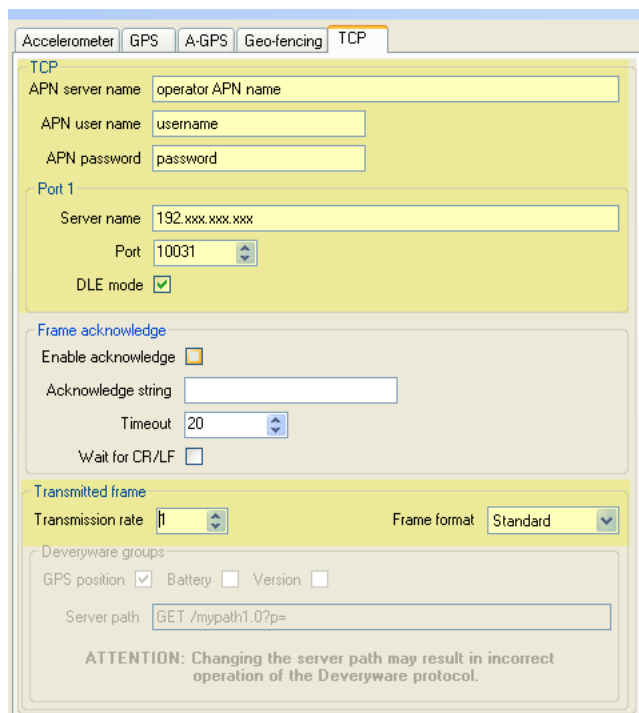 Accelerometer GPS A-GPS Geo-fencing TCP
TCP
APN server name operator APN name
APN user name username
APN password password
Port 1
Server name 192.xxx.xxx.xxx
Port 10031
DLE mode
Frame acknowledge
Enable acknowledge
Acknowledge string
Timeout 20
Wait for CR/LF
Transmitted frame
Transmission rate 1 Frame format Standard
Deveryware groups
GPS position Battery Version
Server path GET /mypath1.0?p=
ATTENTION: Changing the server path may result in incorrect
operation of the Deveryware protocol.